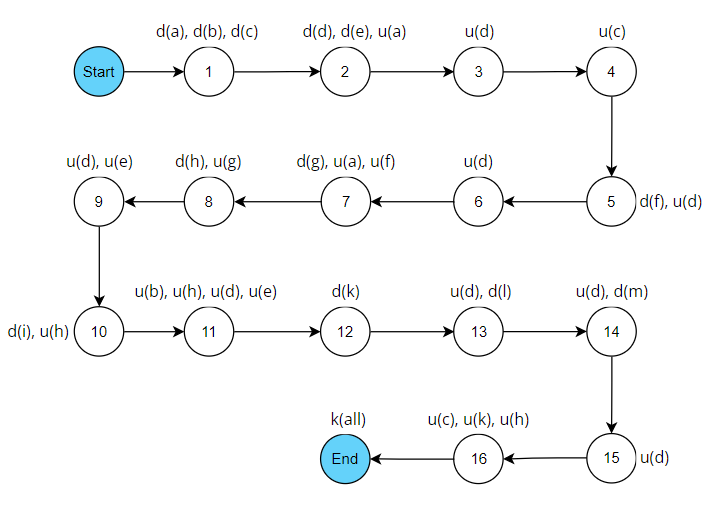 d(a), d(b), d(c) d(d), d(e), u(a) u(d) u(c)
Start 1 2 3 4
u(d), u(e) d(h), u(g) d(g), u(a), u(f) u(d)
9 8 7 6 5 d(f), u(d)
u(b), u(h), u(d), u(e) d(k) u(d), d(l) u(d), d(m)
d(i), u(h) 10 11 12 13 14
k(all) u(c), u(k), u(h)
End 16 15 u(d)